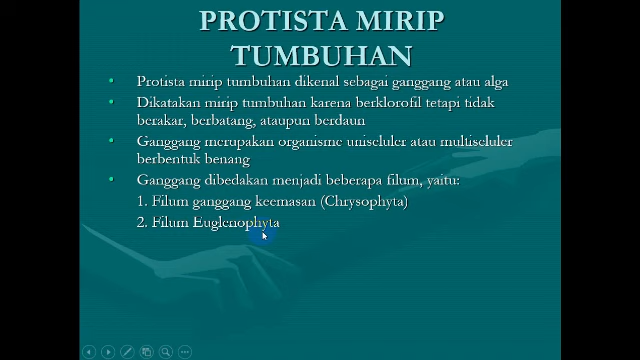 PROTISTA MIRIP
TUMBUHAN
• Protista mirip tumbuhan dikenal sebagai ganggang atau alga
• Dikatakan mirip tumbuhan karena berklorofil tetapi tidak
berakar, berbatang, ataupun berdaun
• Ganggang merupakan organisme uniseluler atau multiseluler
berbentuk benang
• Ganggang dibedakan menjadi beberapa filum, yaitu:
1. Filum ganggang keemasan (Chrysophyta)
2. Filum Euglenophyta